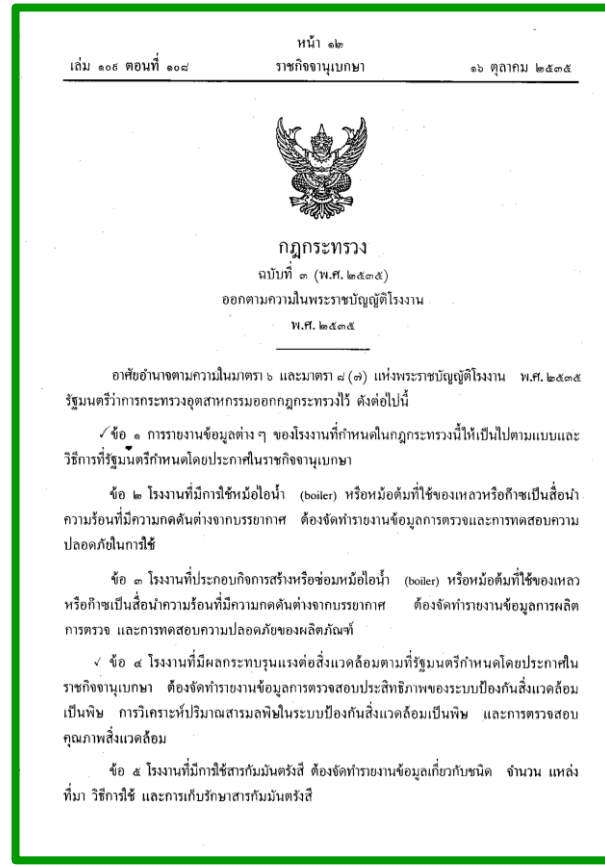 หน้า ๑๒
เล่ม ๑๐๙ ตอนที่ ๑๐๘ ราชกิจจานุเบกษา ๑๖ ตุลาคม ๒๕๓๕
กฎกระทรวง
ฉบับที่ ๓ (พ.ศ. ๒๕๓๕)
ออกตามความในพระราชบัญญัติโรงงาน
พ.ศ. ๒๕๓๕
อาศัยอำนาจตามความในมาตรา ๖ และมาตรา ๘ (๗) แห่งพระราชบัญญัติโรงงาน พ.ศ. ๒๕๓๕
รัฐมนตรีว่าการกระทรวงอุตสาหกรรมออกกฎกระทรวงไว้ ดังต่อไปนี้
✓ข้อ ๑ การรายงานข้อมูลต่าง ๆ ของโรงงานที่กำหนดในกฎกระทรวงนี้ให้เป็นไปตามแบบและ
วิธีการที่รัฐมนตรีกำหนดโดยประกาศในราชกิจจานุเบกษา
ข้อ ๒ โรงงานที่มีการใช้หม้อไอน้ำ (boiler) หรือหม้อต้มที่ใช้ของเหลวหรือก๊าซเป็นสื่อนำ
ความร้อนที่มีความกดดันต่างจากบรรยากาศ ต้องจัดทำรายงานข้อมูลการตรวจและการทดสอบความ
ปลอดภัยในการใช้
ข้อ ๓ โรงงานที่ประกอบกิจการสร้างหรือซ่อมหม้อไอน้ำ (boiler) หรือหม้อต้มที่ใช้ของเหลว
หรือก๊าซเป็นสื่อนำความร้อนที่มีความกดดันต่างจากบรรยากาศ ต้องจัดทำรายงานข้อมูลการผลิต
การตรวจ และการทดสอบความปลอดภัยของผลิตภัณฑ์
✓ ข้อ ๔ โรงงานที่มีผลกระทบรุนแรงต่อสิ่งแวดล้อมตามที่รัฐมนตรีกำหนดโดยประกาศใน
ราชกิจจานุเบกษา ต้องจัดทำรายงานข้อมูลการตรวจสอบประสิทธิภาพของระบบป้องกันสิ่งแวดล้อม
เป็นพิษ การวิเคราะห์ปริมาณสารมลพิษในระบบป้องกันสิ่งแวดล้อมเป็นพิษ และการตรวจสอบ
คุณภาพสิ่งแวดล้อม
ข้อ ๕ โรงงานที่มีการใช้สารกัมมันตรังสี ต้องจัดทำรายงานข้อมูลเกี่ยวกับชนิด จำนวน แหล่ง
ที่มา วิธีการใช้ และการเก็บรักษาสารกัมมันตรังสี